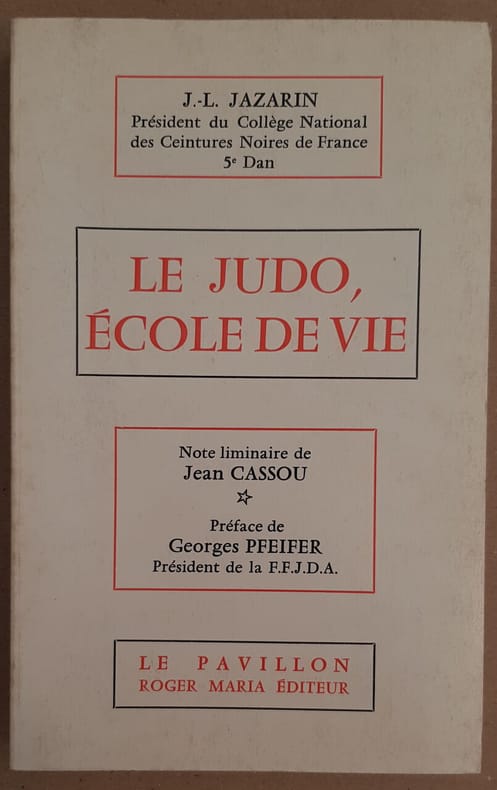 J.-L. JAZARIN
Président du Collège National
des Ceintures Noires de France
5e Dan
LE JUDO,
ÉCOLE DE VIE
Note liminaire de
Jean CASSOU
Préface de
Georges PFEIFER
Président de la F.F.J.D.A.
LE PAVILLON
ROGER MARIA ÉDITEUR